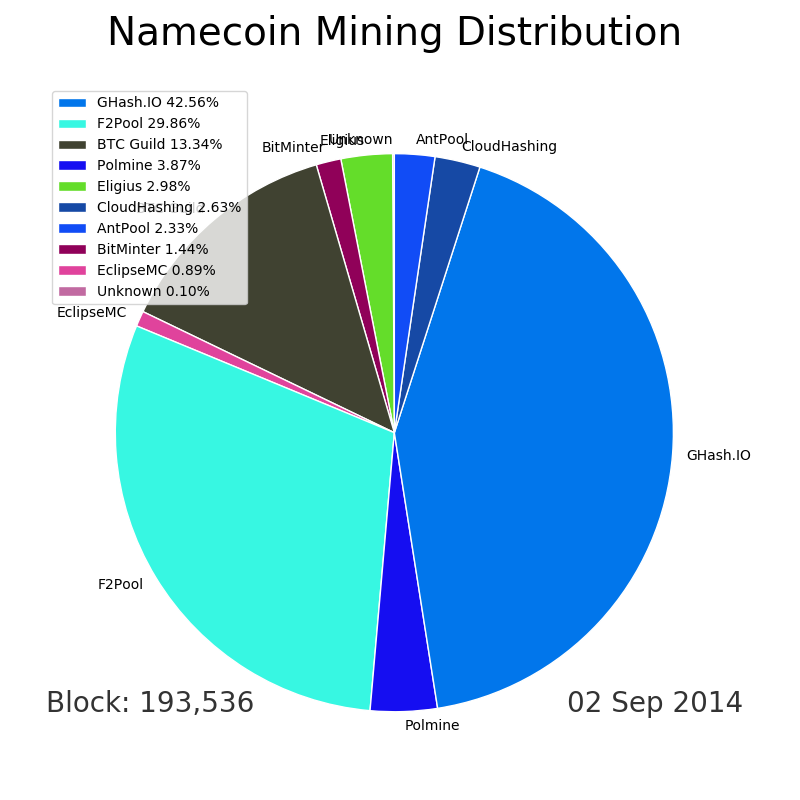 Namecoin Mining Distribution
GHash.IO 42.56%
F2Pool 29.86%
BTC Guild 13.34%
Polmine 3.87%
Eligius 2.98%
CloudHashing 2.63%
AntPool 2.33%
BitMinter 1.44%
EclipseMC 0.89%
Unknown 0.10%
BitMinter
Eligius
Unknown
AntPool
CloudHashing
EclipseMC
GHash.IO
F2Pool
Polmine
Block: 193,536
02 Sep 2014